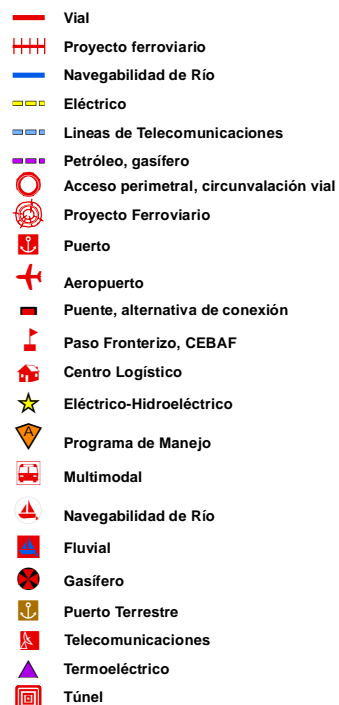 Vial
Proyecto ferroviario
Navegabilidad de Río
Eléctrico
Lineas de Telecomunicaciones
Petróleo, gasífero
Acceso perimetral, circunvalación vial
Proyecto Ferroviario
Puerto
Aeropuerto
Puente, alternativa de conexión
Paso Fronterizo, CEBAF
Centro Logístico
Eléctrico-Hidroeléctrico
A
Programa de Manejo
Multimodal
Navegabilidad de Río
Fluvial
Gasífero
Puerto Terrestre
Telecomunicaciones
Termoeléctrico
Túnel